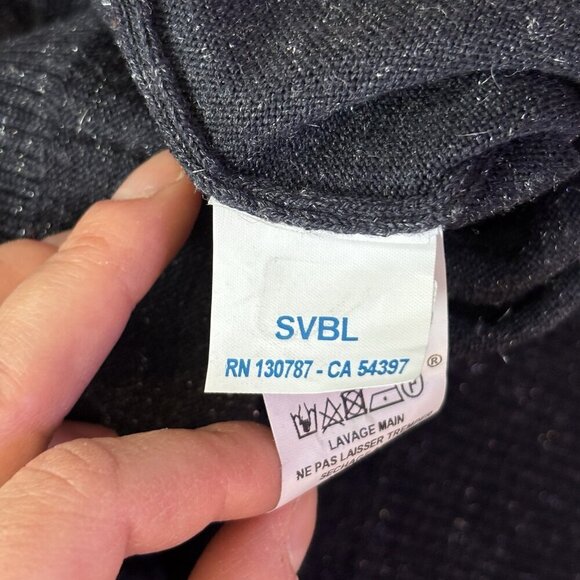 SVBL
RN 130787 - CA 54397
®
P
LAVAGE MAIN
NE PAS LAISSER TREMPER